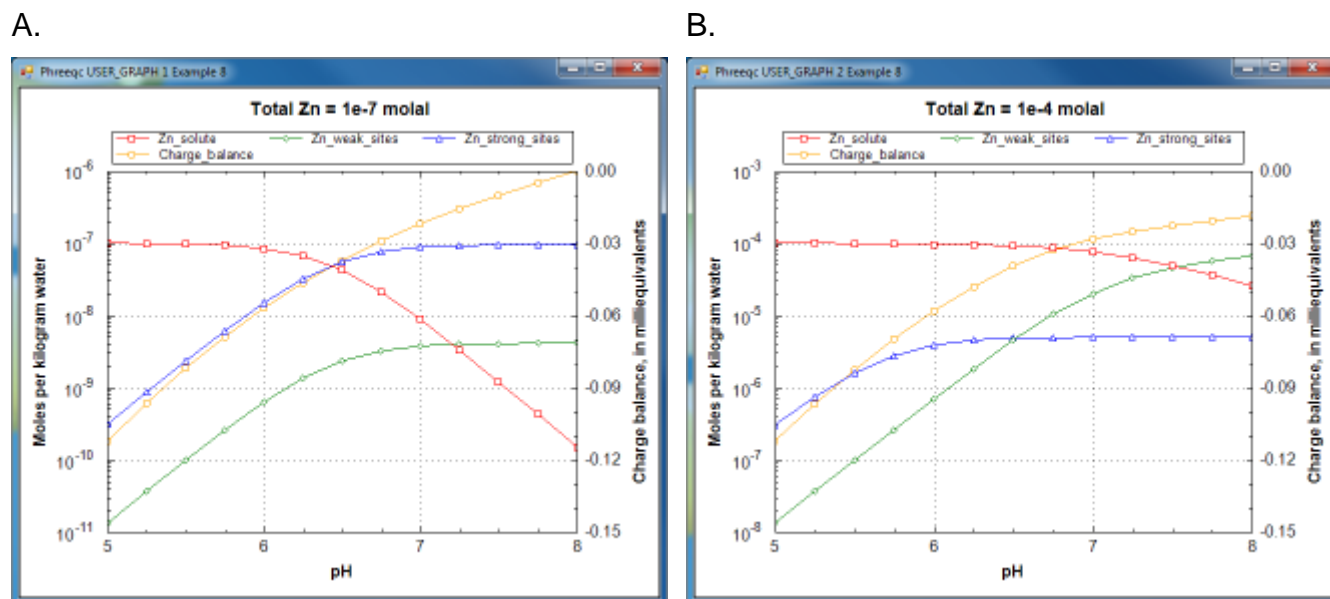 A.
Phreeqc USER_GRAPH 1 Example 8
Total Zn = 1e-7 molal
Zn_solute Zn_weak_sites Zn_strong_sites
Charge_balance
10^-6
10^-7
10^-8
10^-9
10^-10
10^-11
Moles per kilogram water
0.00
-0.03
-0.06
-0.09
-0.12
-0.15
Charge balance, in milliequivalents
5 6 7 8
pH
B.
Phreeqc USER_GRAPH 2 Example 8
Total Zn = 1e-4 molal
Zn_solute Zn_weak_sites Zn_strong_sites
Charge_balance
10^-3
10^-4
10^-5
10^-6
10^-7
10^-8
Moles per kilogram water
0.00
-0.03
-0.06
-0.09
-0.12
-0.15
Charge balance, in milliequivalents
5 6 7 8
pH